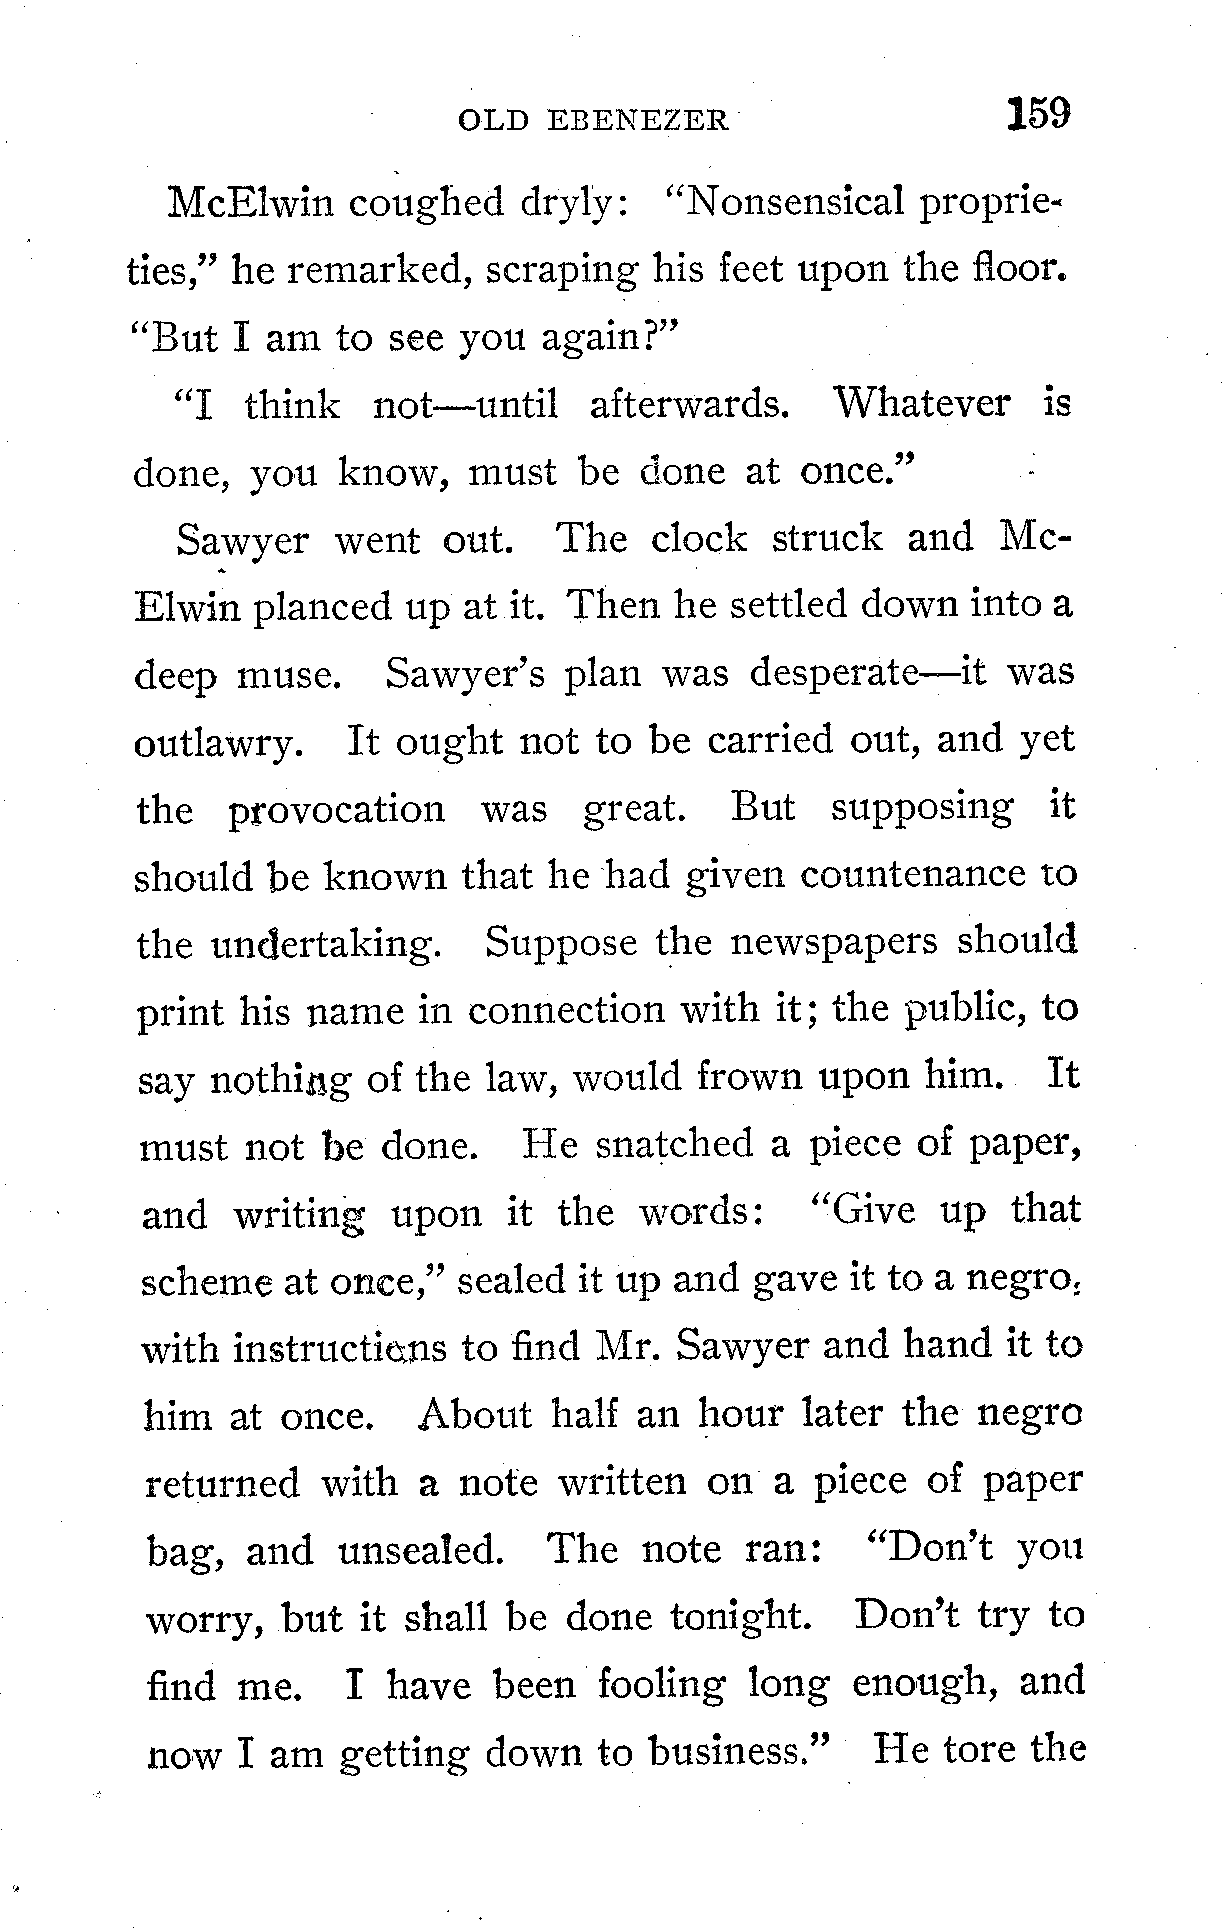 OLD EBENEZER 159
McElwin coughed dryly: “Nonsensical proprie-
ties,” he remarked, scraping his feet upon the floor.
“But I am to see you again?”
“I think not—until afterwards. Whatever is
done, you know, must be done at once.”
Sawyer went out. The clock struck and Mc-
Elwin planced up at it. Then he settled down into a
deep muse. Sawyer’s plan was desperate—it was
outlawry. It ought not to be carried out, and yet
the provocation was great. But supposing it
should be known that he had given countenance to
the undertaking. Suppose the newspapers should
print his name in connection with it; the public, to
say nothing of the law, would frown upon him. It
must not be done. He snatched a piece of paper,
and writing upon it the words: “Give up that
scheme at once,” sealed it up and gave it to a negro,
with instructions to find Mr. Sawyer and hand it to
him at once. About half an hour later the negro
returned with a note written on a piece of paper
bag, and unsealed. The note ran: “Don’t you
worry, but it shall be done tonight. Don’t try to
find me. I have been fooling long enough, and
now I am getting down to business.” He tore the